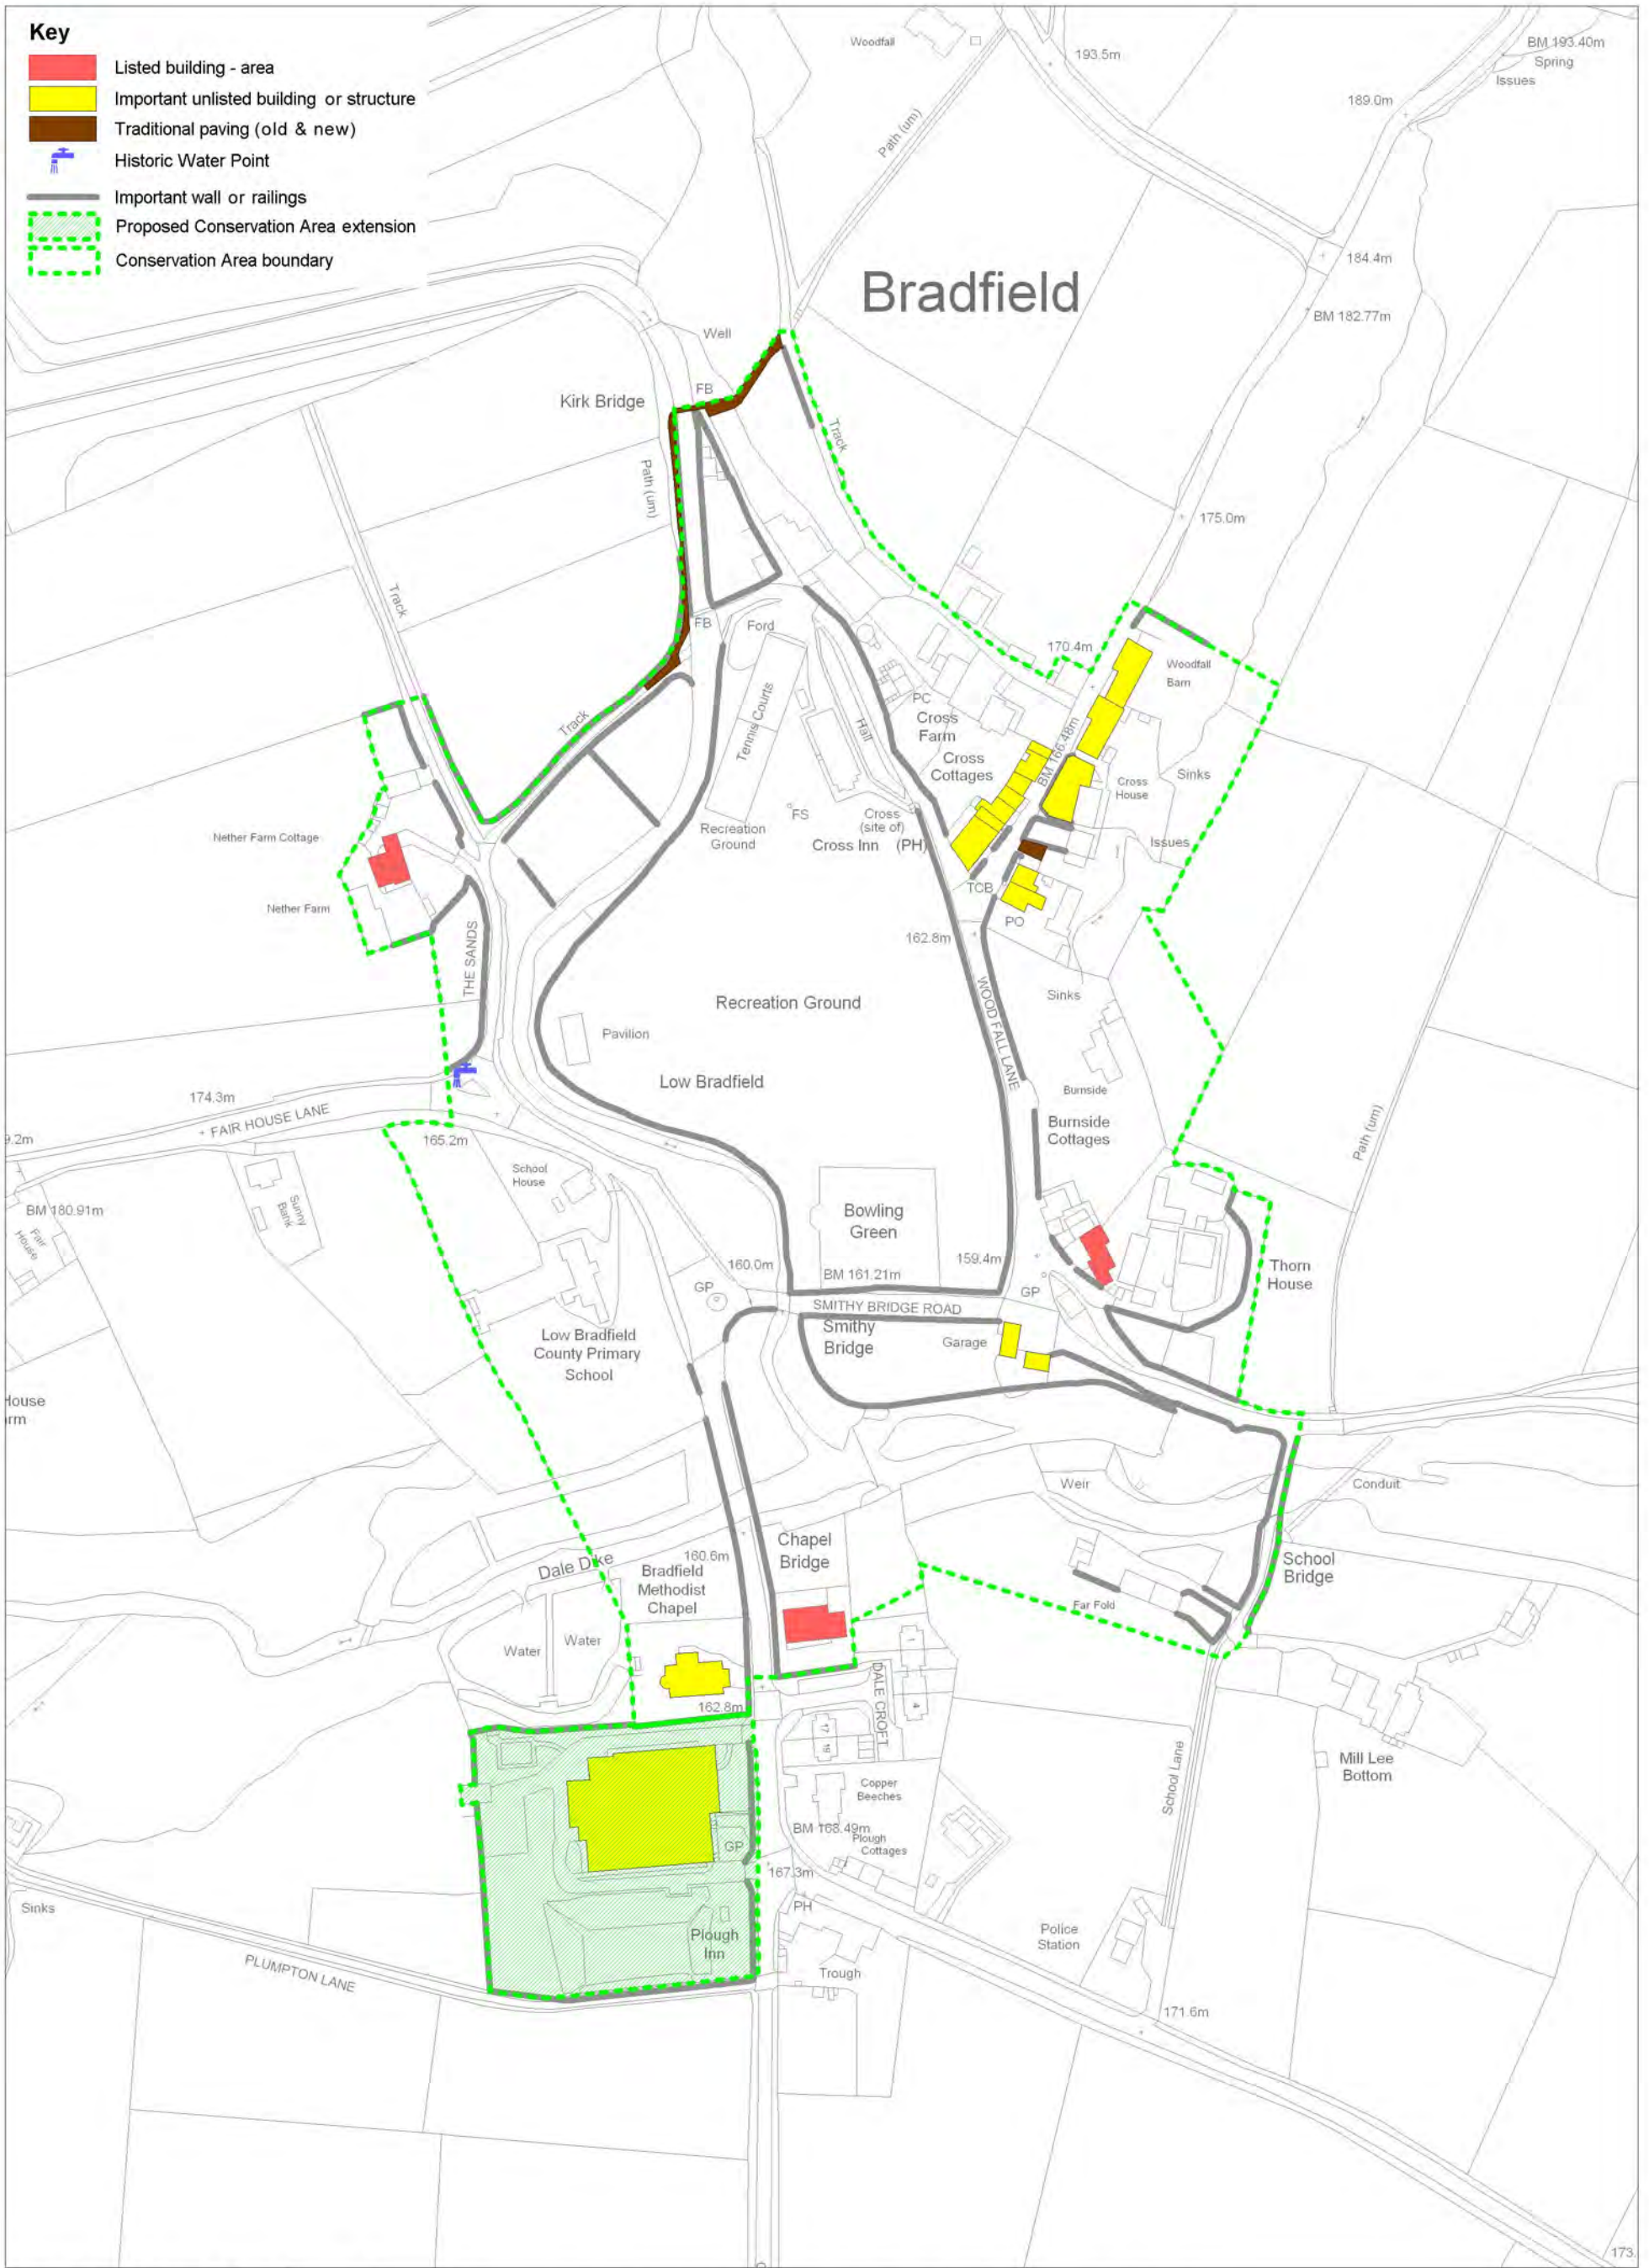 Key
Listed building - area
Important unlisted building or structure
Traditional paving (old & new)
Historic Water Point
Important wall or railings
Proposed Conservation Area extension
Conservation Area boundary
Woodfall
193.5m
BM 193.40m
Spring
Issues
189.0m
Path (um)
184.4m
Bradfield
BM 182.77m
Well
FB
Kirk Bridge
Track
Path (um)
175.0m
Track
FB
Ford
170.4m
Woodfall
Barn
Tennis Courts
Hall
PC
Cross
Farm
Cross
Cottages
BM 166.48m
Cross
House
Sinks
Track
FS
Cross
(site of)
Recreation
Ground
Cross Inn (PH)
Issues
Nether Farm Cottage
TCB
Nether Farm
PO
162.8m
THE SANDS
Sinks
WOOD FALL LANE
Recreation Ground
Pavilion
Low Bradfield
Burnside
174.3m
FAIR HOUSE LANE
9.2m
165.2m
Burnside
Cottages
Path (um)
School
House
BM 180.91m
Fair
House
Sunny
Bank
Bowling
Green
159.4m
160.0m
BM 161.21m
Thorn
House
GP
GP
SMITHY BRIDGE ROAD
Smithy
Bridge
Garage
Low Bradfield
County Primary
School
House
rm
Weir
Conduit
Chapel
Bridge
160.6m
Dale Dike
Bradfield
Methodist
Chapel
School
Bridge
Far Fold
Water
Water
1
4
DALE CROFT
162.8m
17
19
Mill Lee
Bottom
School Lane
Copper
Beeches
BM 168.49m
Plough
Cottages
GP
167.3m
PH
Sinks
Plough
Inn
Police
Station
Trough
PLUMPTON LANE
171.6m
173.